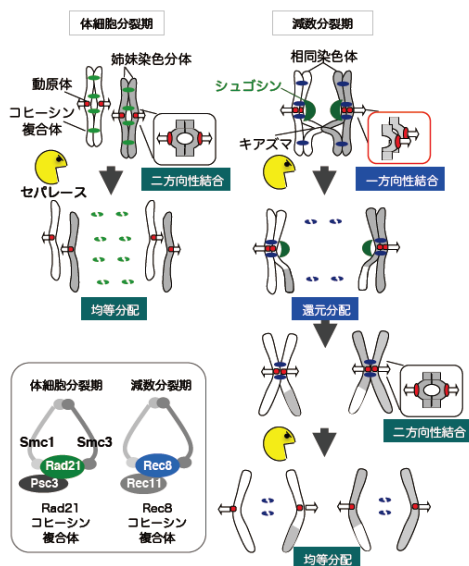 体細胞分裂期
減数分裂期
姉妹染色分体
動原体
コヒーシン
複合体
二方向性結合
セパレース
均等分配
相同染色体
シュゴシン
キアズマ
一方向性結合
還元分配
二方向性結合
均等分配
体細胞分裂期
減数分裂期
Smc1
Smc3
Rad21
Psc3
Rec8
Rec11
Rad21
コヒーシン
複合体
Rec8
コヒーシン
複合体